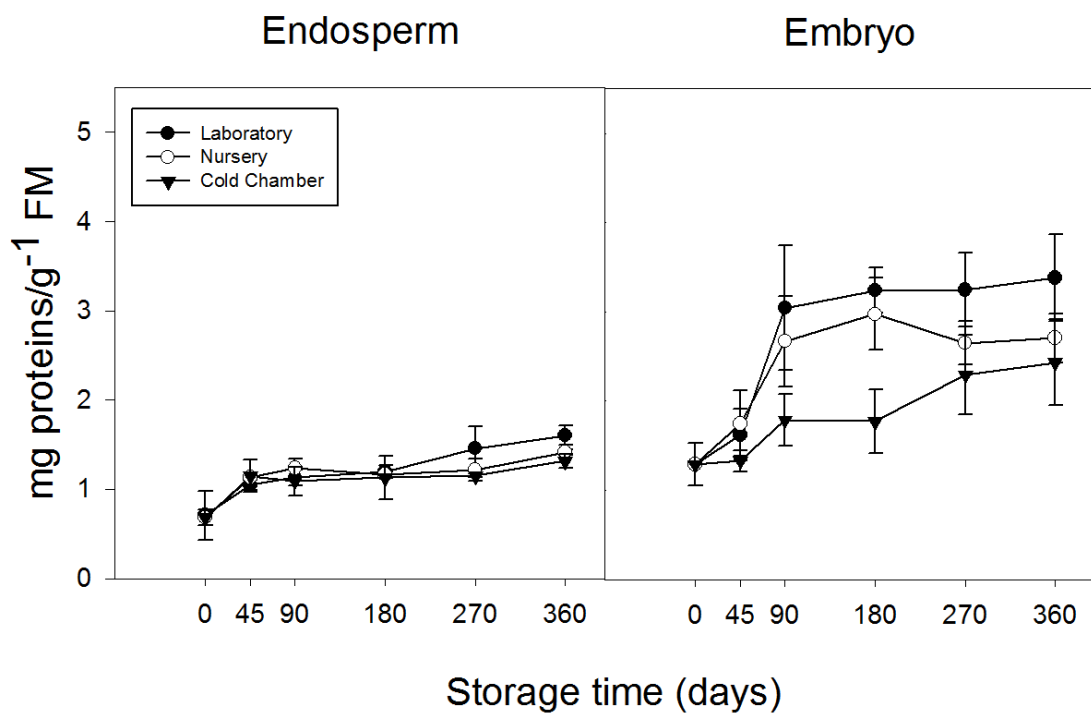 Endosperm
Embryo
Laboratory
Nursery
Cold Chamber
mg proteins/g⁻¹ FM
5
4
3
2
1
0
0 45 90 180 270 360
0 45 90 180 270 360
Storage time (days)